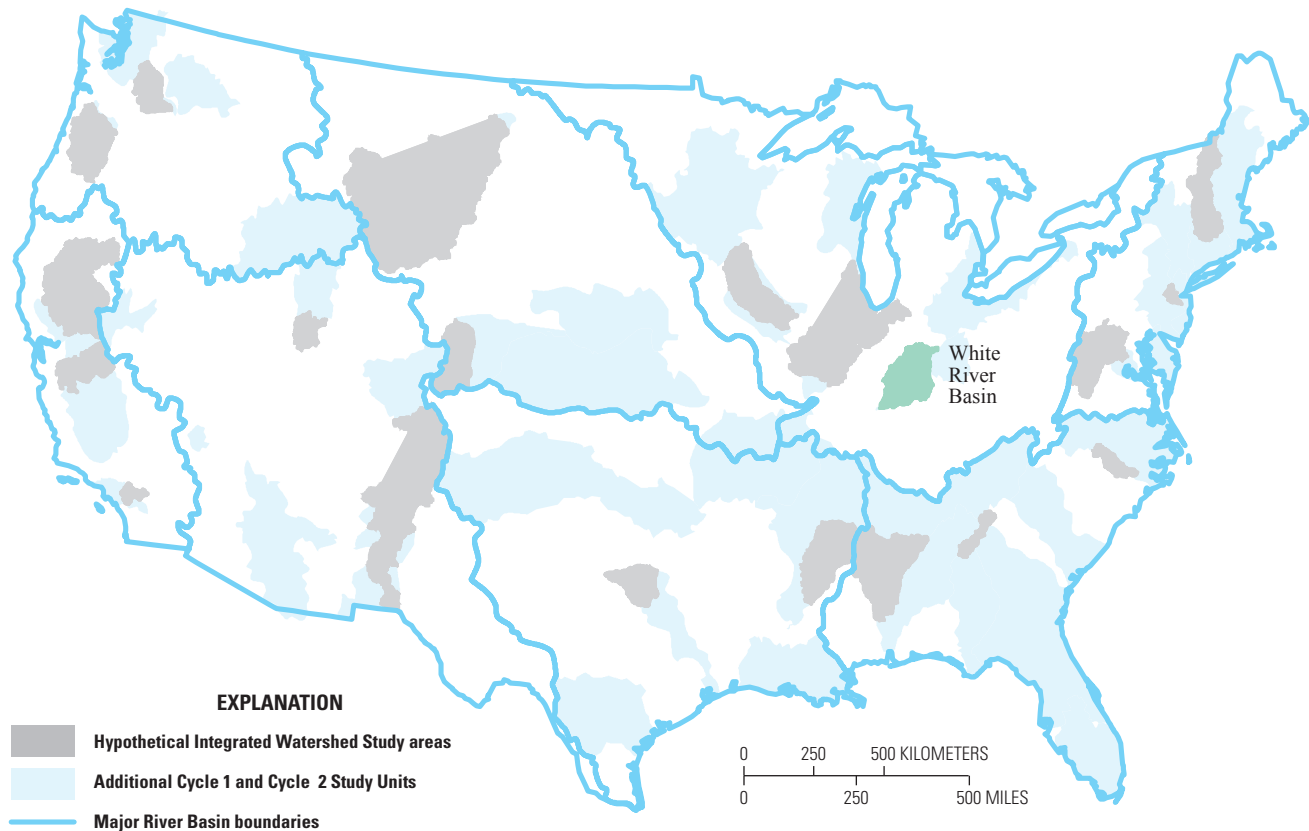 White
River
Basin
EXPLANATION
Hypothetical Integrated Watershed Study areas
Additional Cycle 1 and Cycle 2 Study Units
Major River Basin boundaries
0 250 500 KILOMETERS
0 250 500 MILES